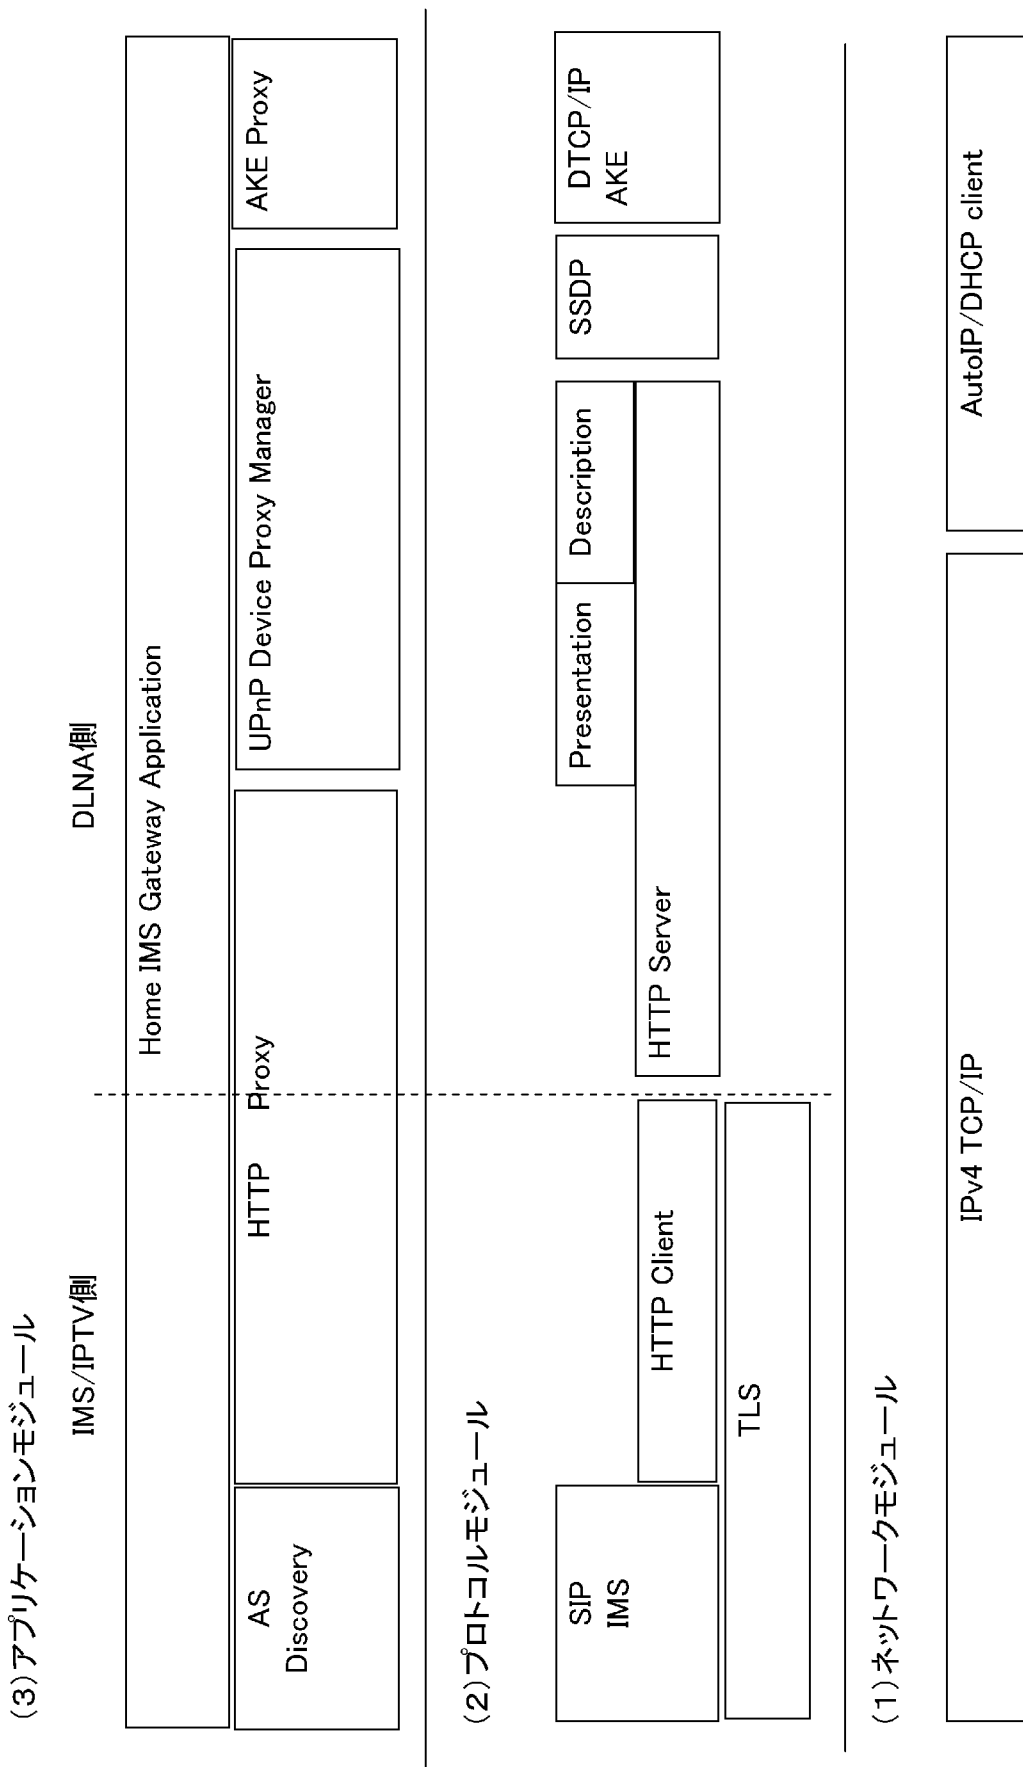 (3)アプリケーションモジュール
IMS/IPTV側
DLNA側
Home IMS Gateway Application
AS
Discovery
HTTP Proxy
UPnP Device Proxy Manager
AKE Proxy
(2)プロトコルモジュール
SIP
IMS
HTTP Client
TLS
Presentation
Description
HTTP Server
SSDP
DTCP/IP
AKE
(1)ネットワークモジュール
IPv4 TCP/IP
AutoIP/DHCP client